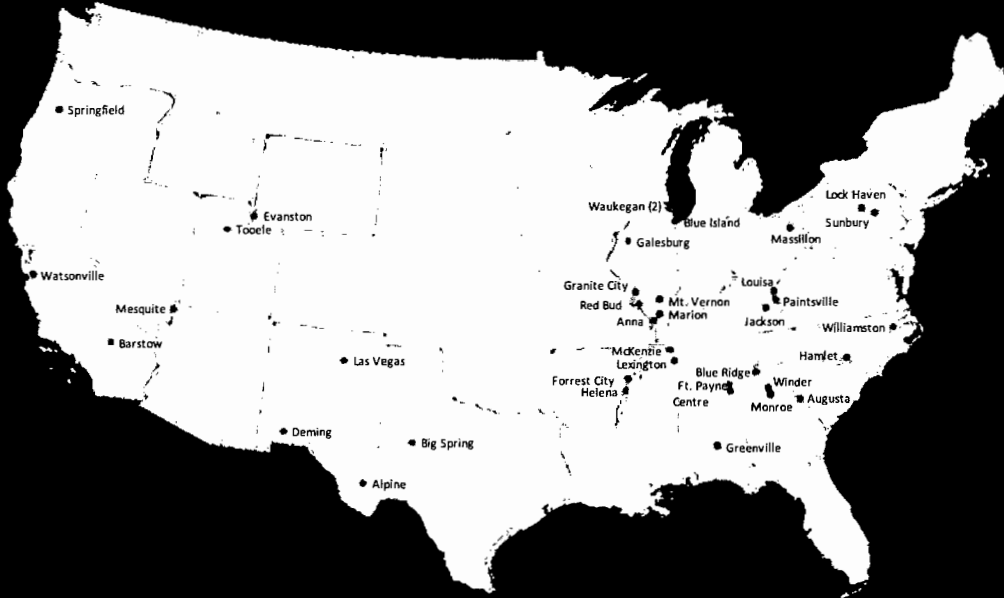 Springfield
Lock Haven
Waukegan (2)
Evanston
Blue Island
Sunbury
Tooele
Massillon
Galesburg
Watsonville
Louisa
Granite City
Mt. Vernon
Paintsville
Red Bud
Mesquite
Marion
Jackson
Anna
Williamston
Barstow
McKenzie
Hamlet
Las Vegas
Lexington
Blue Ridge
Forrest City
Winder
Ft. Payne
Helena
Centre
Augusta
Monroe
Deming
Big Spring
Greenville
Alpine